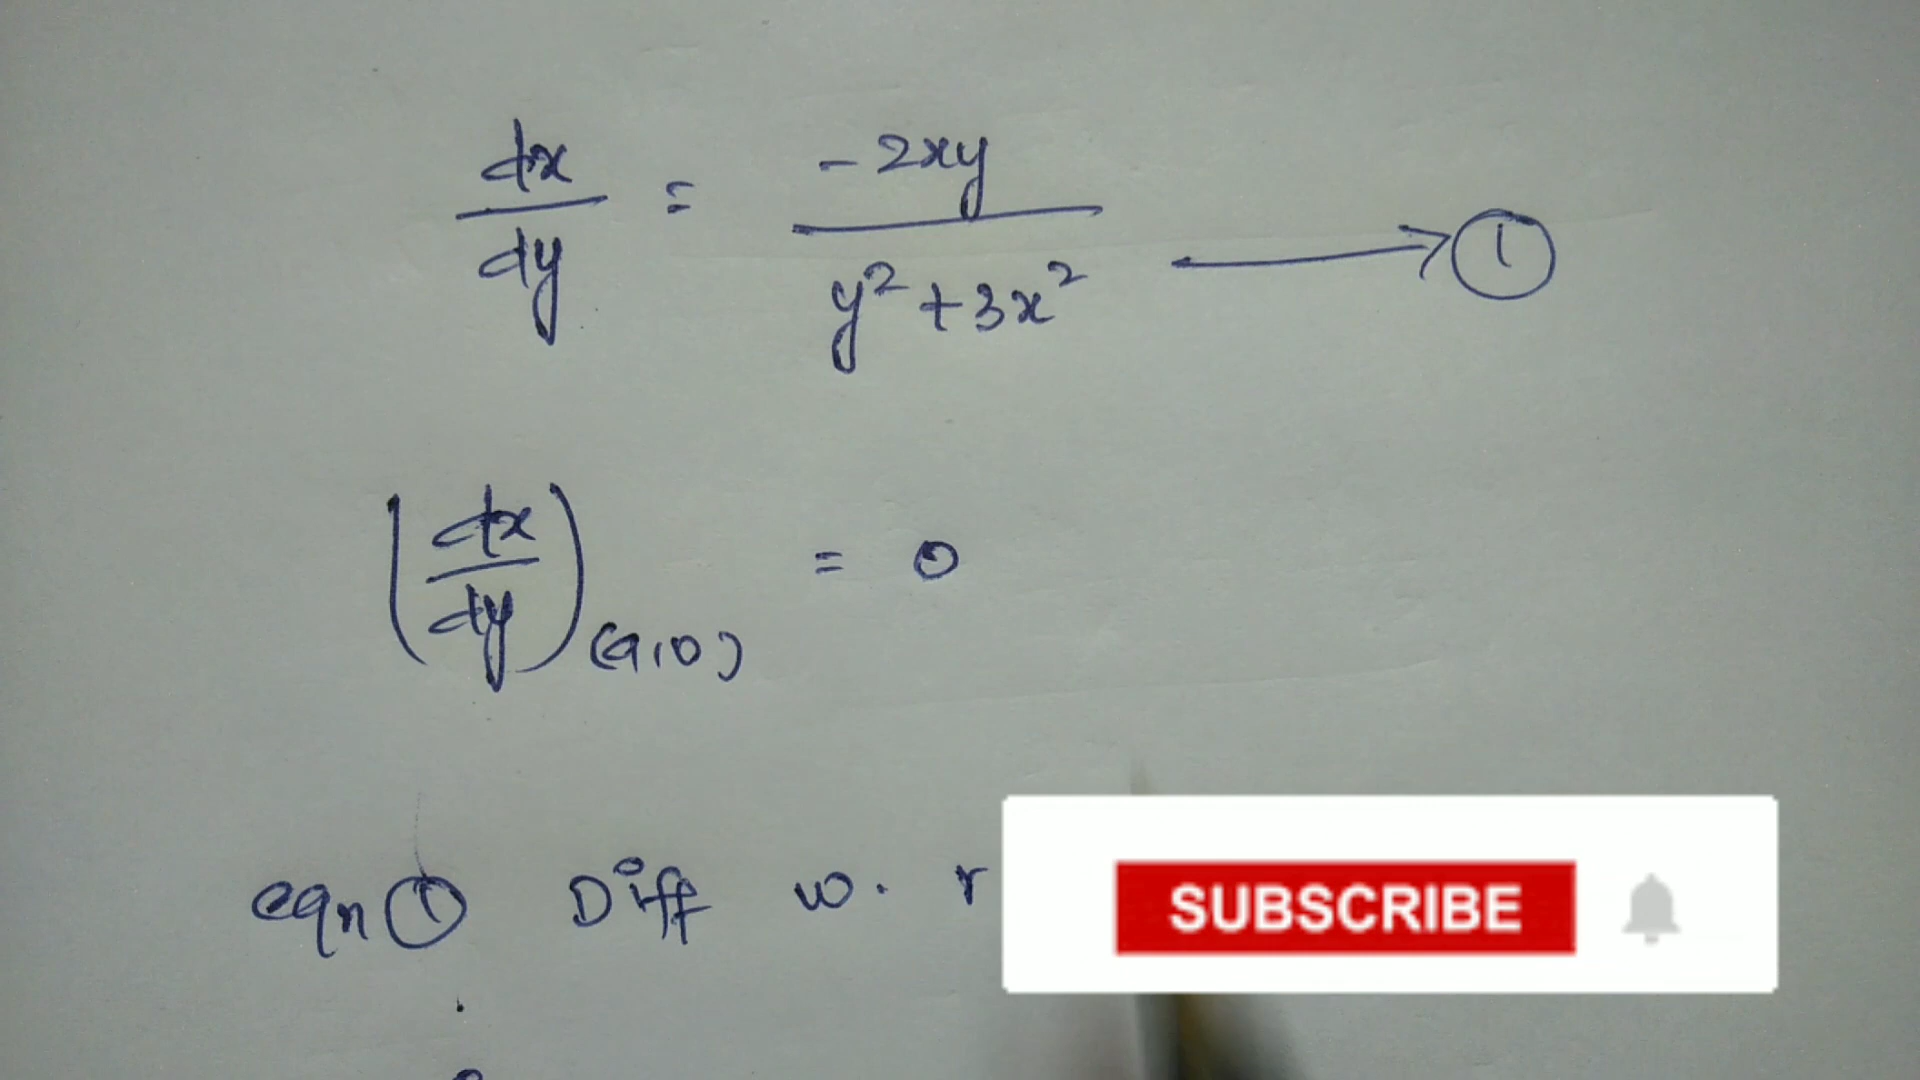 dx/dy = -2xy / y² + 3x² → ①
(dx/dy)(a,0) = 0
eqn ① Diff w. r
SUBSCRIBE